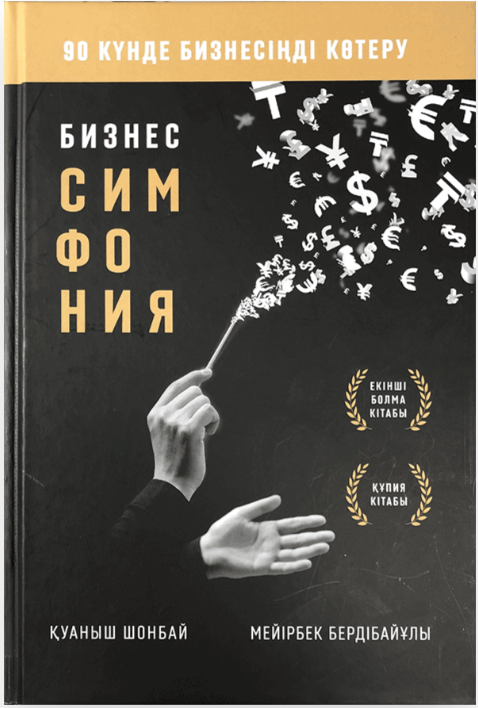 90 КҮНДЕ БИЗНЕСІҢДІ КӨТЕРУ
БИЗНЕС
СИМ
ФО
НИЯ
ЕКІНШІ
БОЛМА
КІТАБЫ
ҚҰПИЯ
КІТАБЫ
ҚУАНЫШ ШОНБАЙ
МЕЙІРБЕК БЕРДІБАЙҰЛЫ